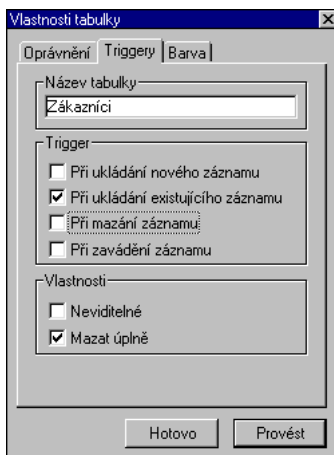 Vlastnosti tabulky
Oprávnění Triggery Barva
Název tabulky
Zákazníci
Trigger
Při ukládání nového záznamu
Při ukládání existujícího záznamu
Při mazání záznamu
Při zavádění záznamu
Vlastnosti
Neviditelné
Mazat úplně
Hotovo Provést